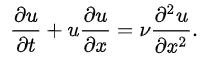 ∂u/∂t + u ∂u/∂x = ν ∂²u/∂x².